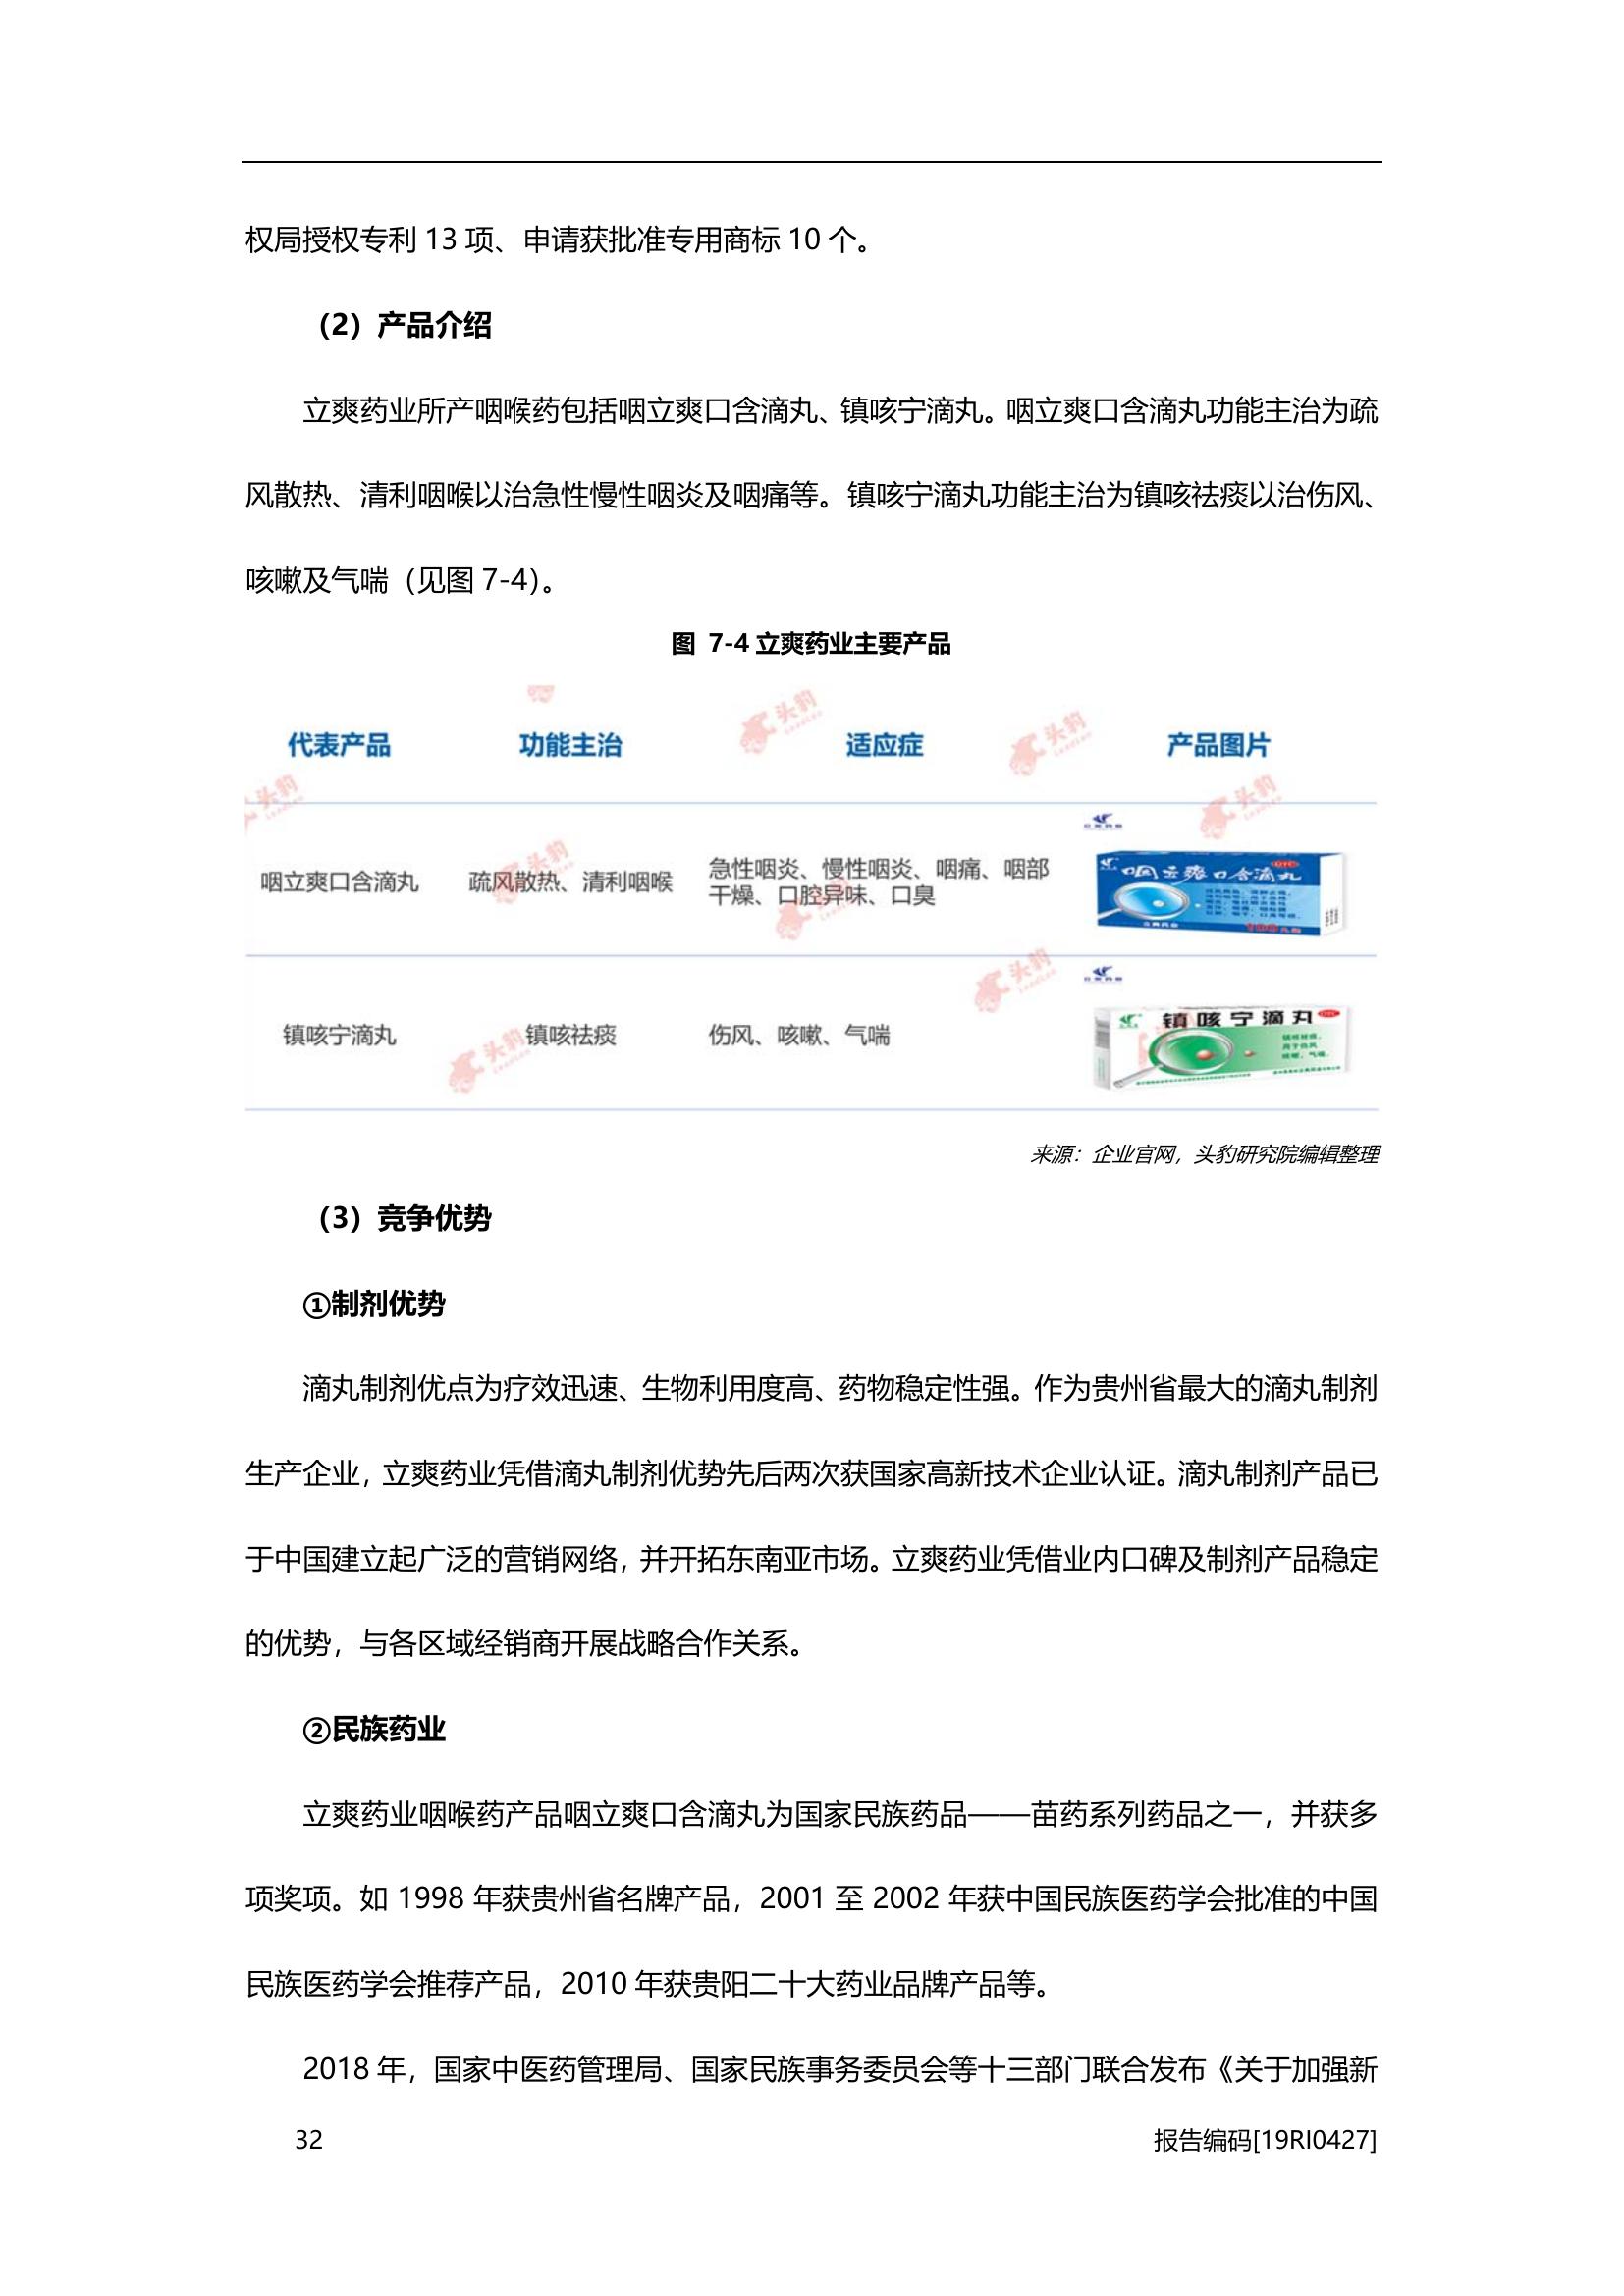 权局授权专利 13 项、申请获批准专用商标 10 个。
（2）产品介绍
立爽药业所产咽喉药包括咽立爽口含滴丸、镇咳宁滴丸。咽立爽口含滴丸功能主治为疏
风散热、清利咽喉以治急性慢性咽炎及咽痛等。镇咳宁滴丸功能主治为镇咳祛痰以治伤风、
咳嗽及气喘（见图 7-4）。
图 7-4 立爽药业主要产品
代表产品 功能主治 适应症 产品图片
咽立爽口含滴丸 疏风散热、清利咽喉 急性咽炎、慢性咽炎、咽痛、咽部
干燥、口腔异味、口臭
咽立爽口含滴丸
镇咳宁滴丸 镇咳祛痰 伤风、咳嗽、气喘
镇咳宁滴丸
头豹
来源：企业官网，头豹研究院编辑整理
（3）竞争优势
①制剂优势
滴丸制剂优点为疗效迅速、生物利用度高、药物稳定性强。作为贵州省最大的滴丸制剂
生产企业，立爽药业凭借滴丸制剂优势先后两次获国家高新技术企业认证。滴丸制剂产品已
于中国建立起广泛的营销网络，并开拓东南亚市场。立爽药业凭借业内口碑及制剂产品稳定
的优势，与各区域经销商开展战略合作关系。
②民族药业
立爽药业咽喉药产品咽立爽口含滴丸为国家民族药品——苗药系列药品之一，并获多
项奖项。如 1998 年获贵州省名牌产品，2001 至 2002 年获中国民族医药学会批准的中国
民族医药学会推荐产品，2010 年获贵阳二十大药业品牌产品等。
2018 年，国家中医药管理局、国家民族事务委员会等十三部门联合发布《关于加强新
32 报告编码[19RI0427]